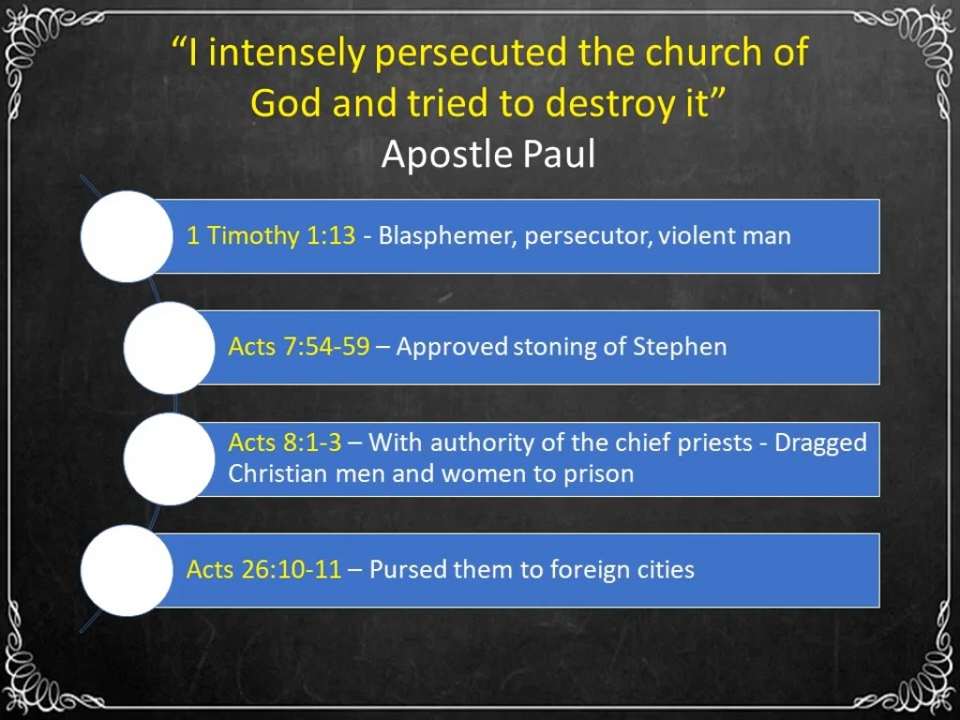 “I intensely persecuted the church of
God and tried to destroy it”
Apostle Paul
1 Timothy 1:13 - Blasphemer, persecutor, violent man
Acts 7:54-59 – Approved stoning of Stephen
Acts 8:1-3 – With authority of the chief priests - Dragged
Christian men and women to prison
Acts 26:10-11 – Pursed them to foreign cities